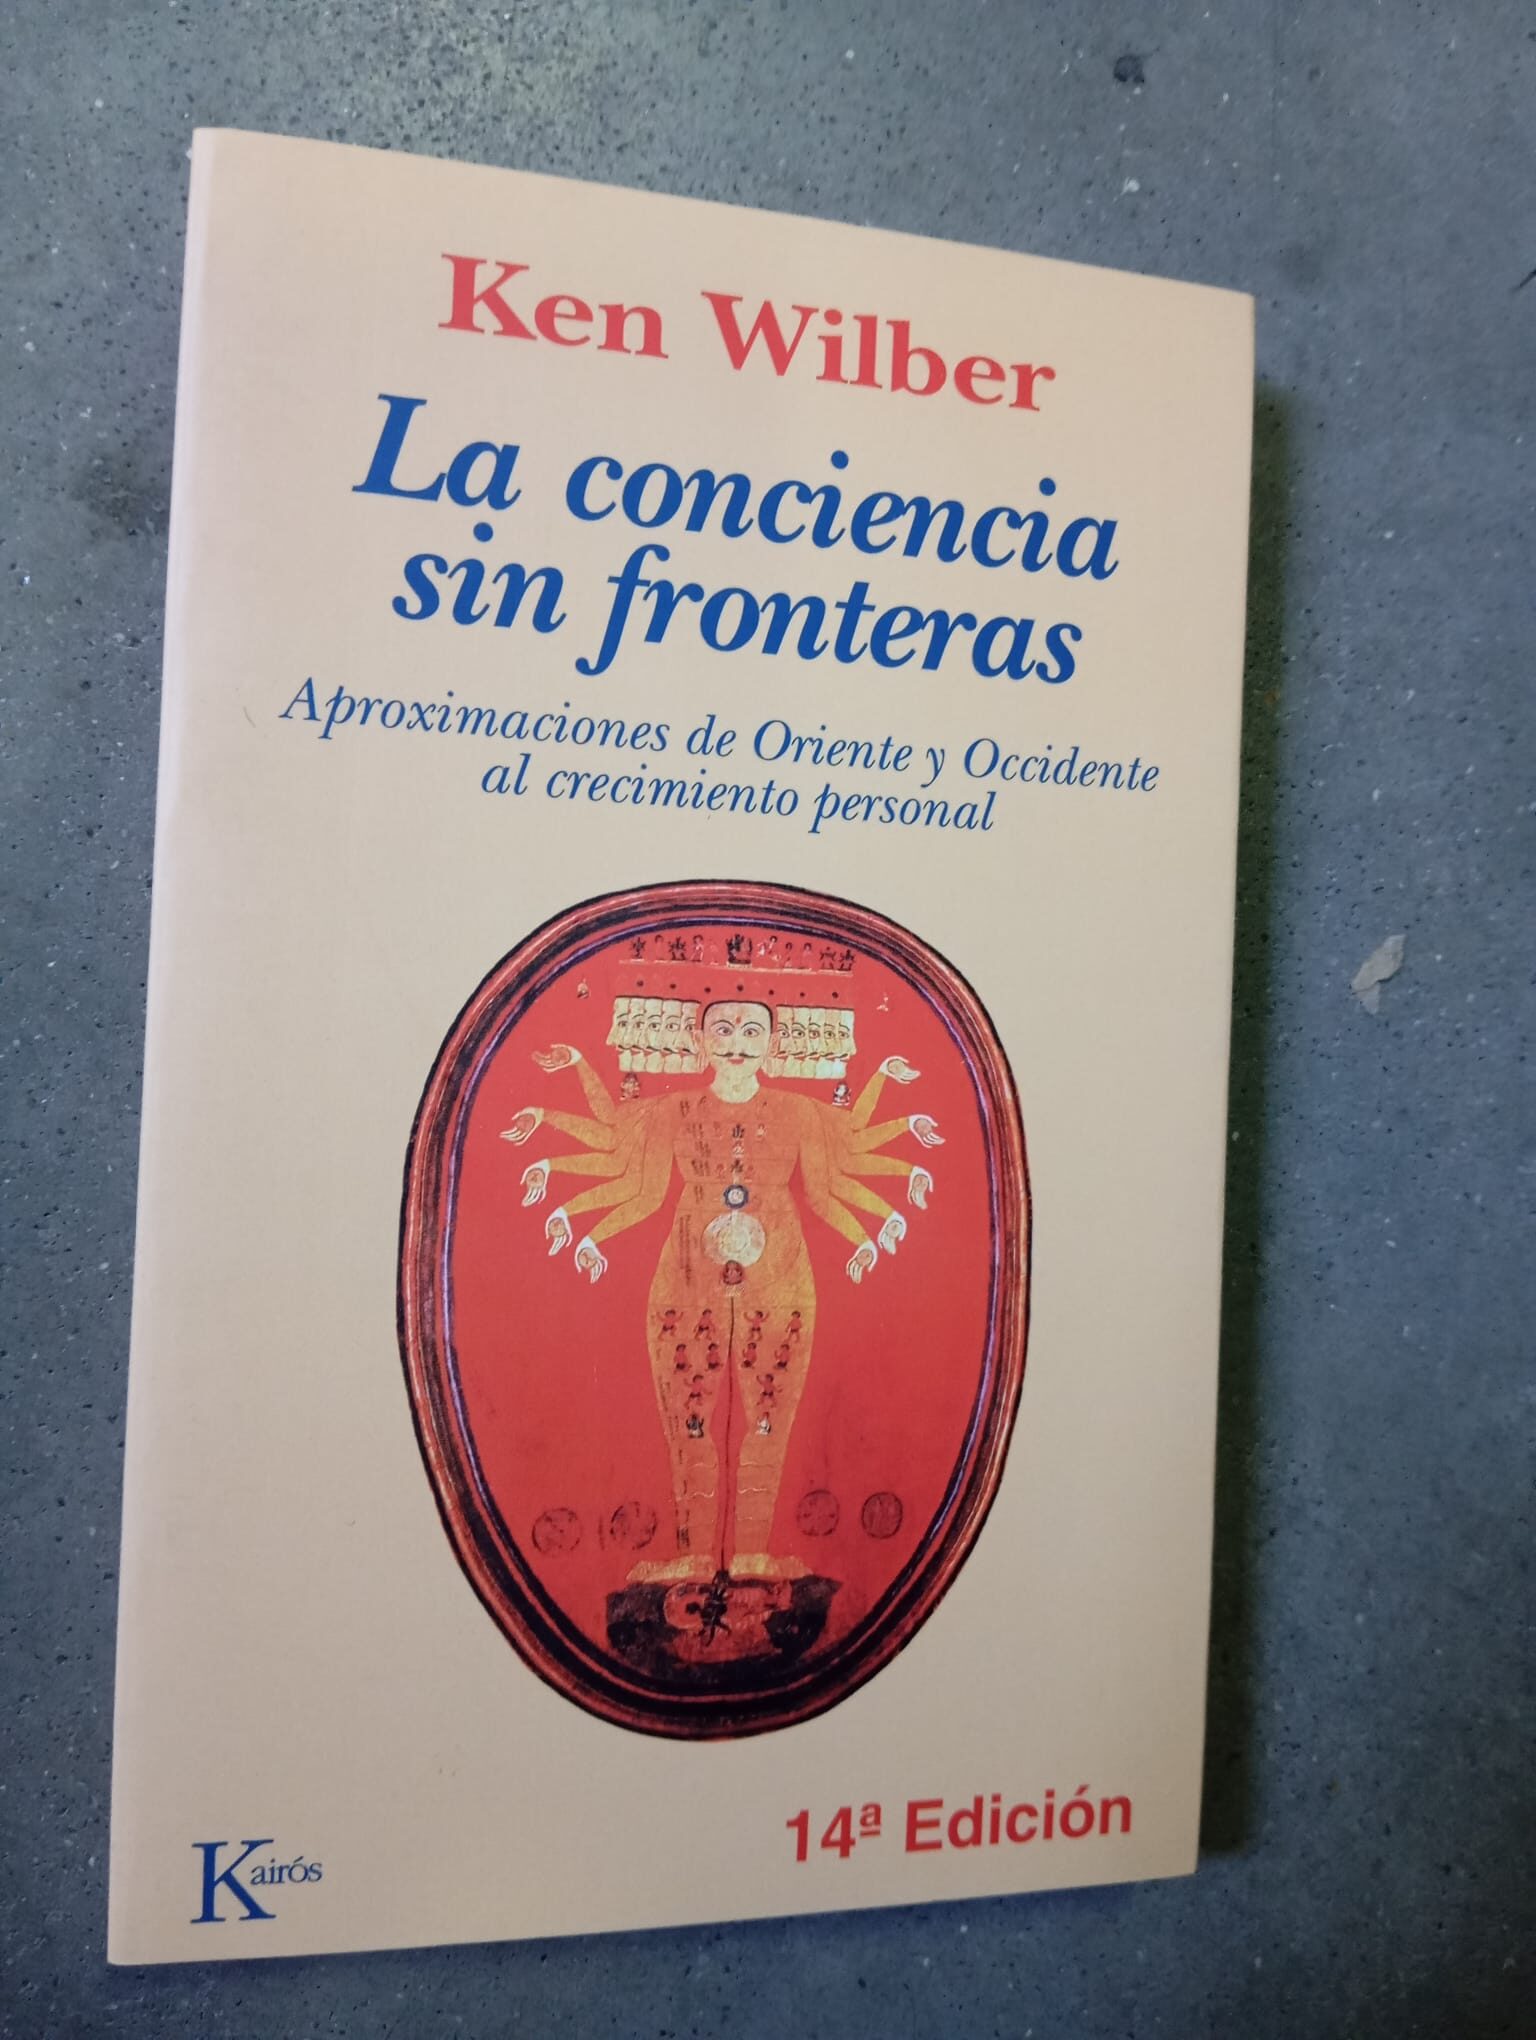 Ken Wilber
La conciencia
sin fronteras
Aproximaciones de Oriente y Occidente
al crecimiento personal
14ª Edición
Kairós